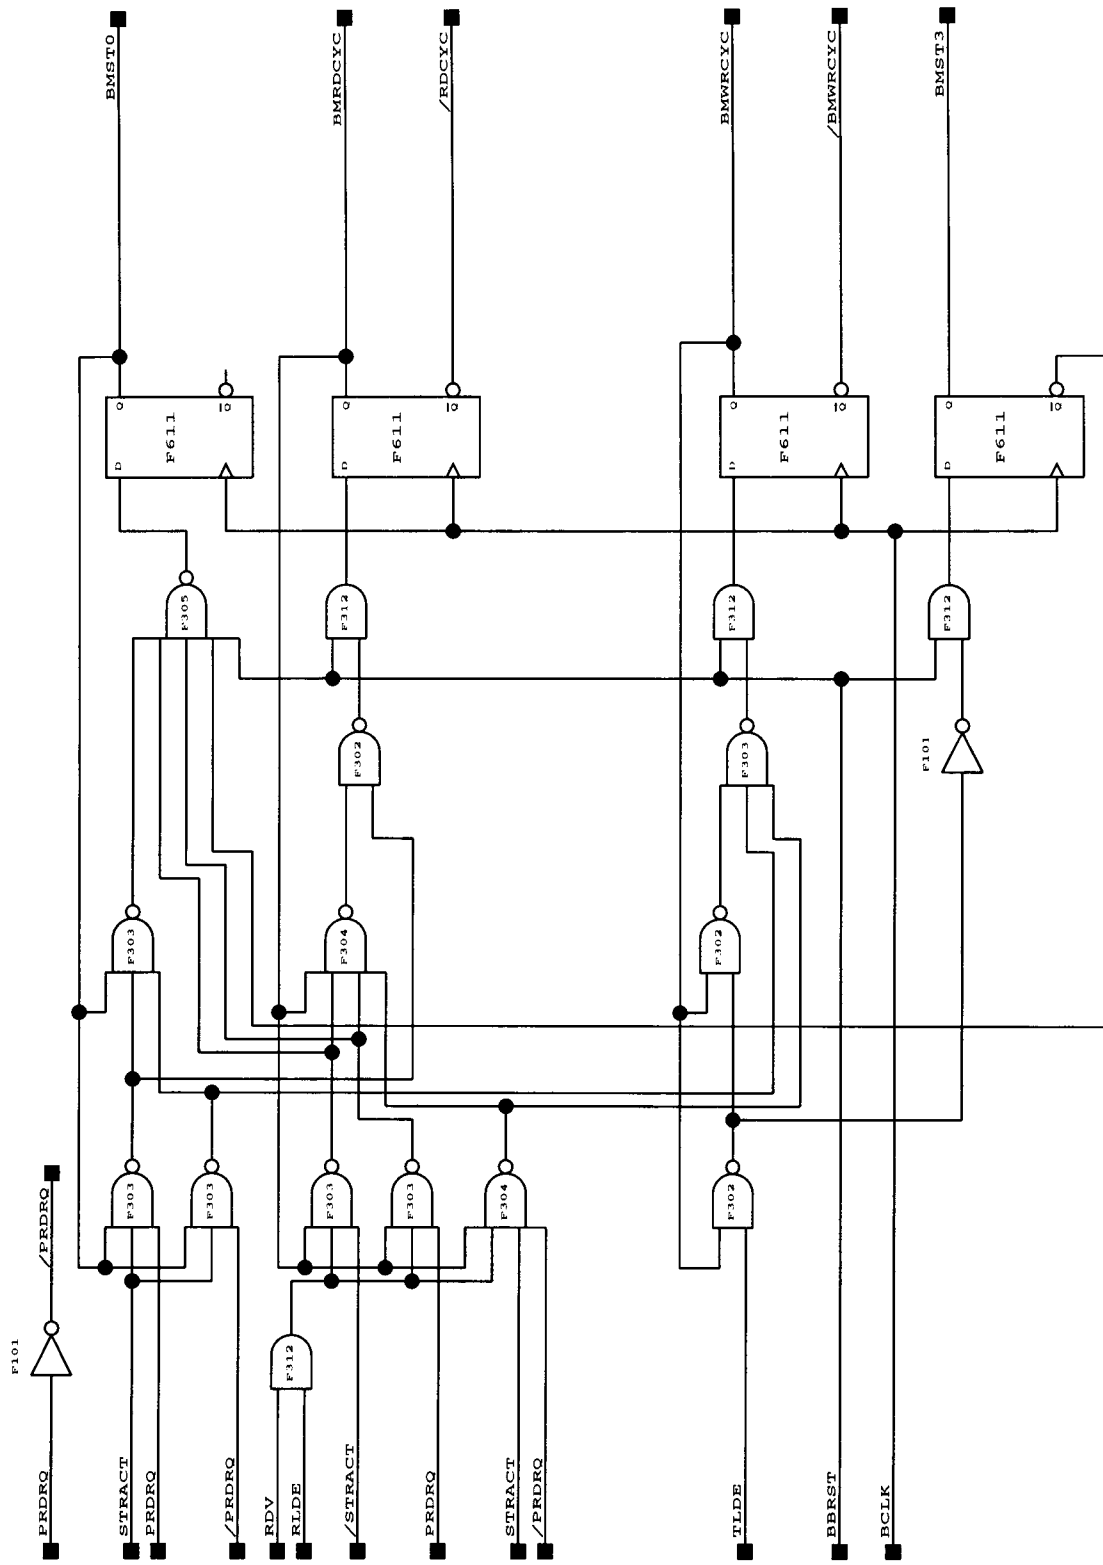 F101
PRDRQ
/PRDRQ
BMST0
STRACT
F303
F303
D
Q
PRDRQ
F611
F305
F303
Q̅
/PRDRQ
RDV
F312
RLDE
F303
F304
F312
D
Q
BMRDCYC
/STRACT
F302
F303
F611
PRDRQ
Q̅
/RDCYC
F304
STRACT
/PRDRQ
F302
F302
F312
D
Q
BMWRCYC
TLDE
F303
F611
BBRST
Q̅
/BMWRCYC
BCLK
F101
F312
D
Q
BMST3
F611
Q̅